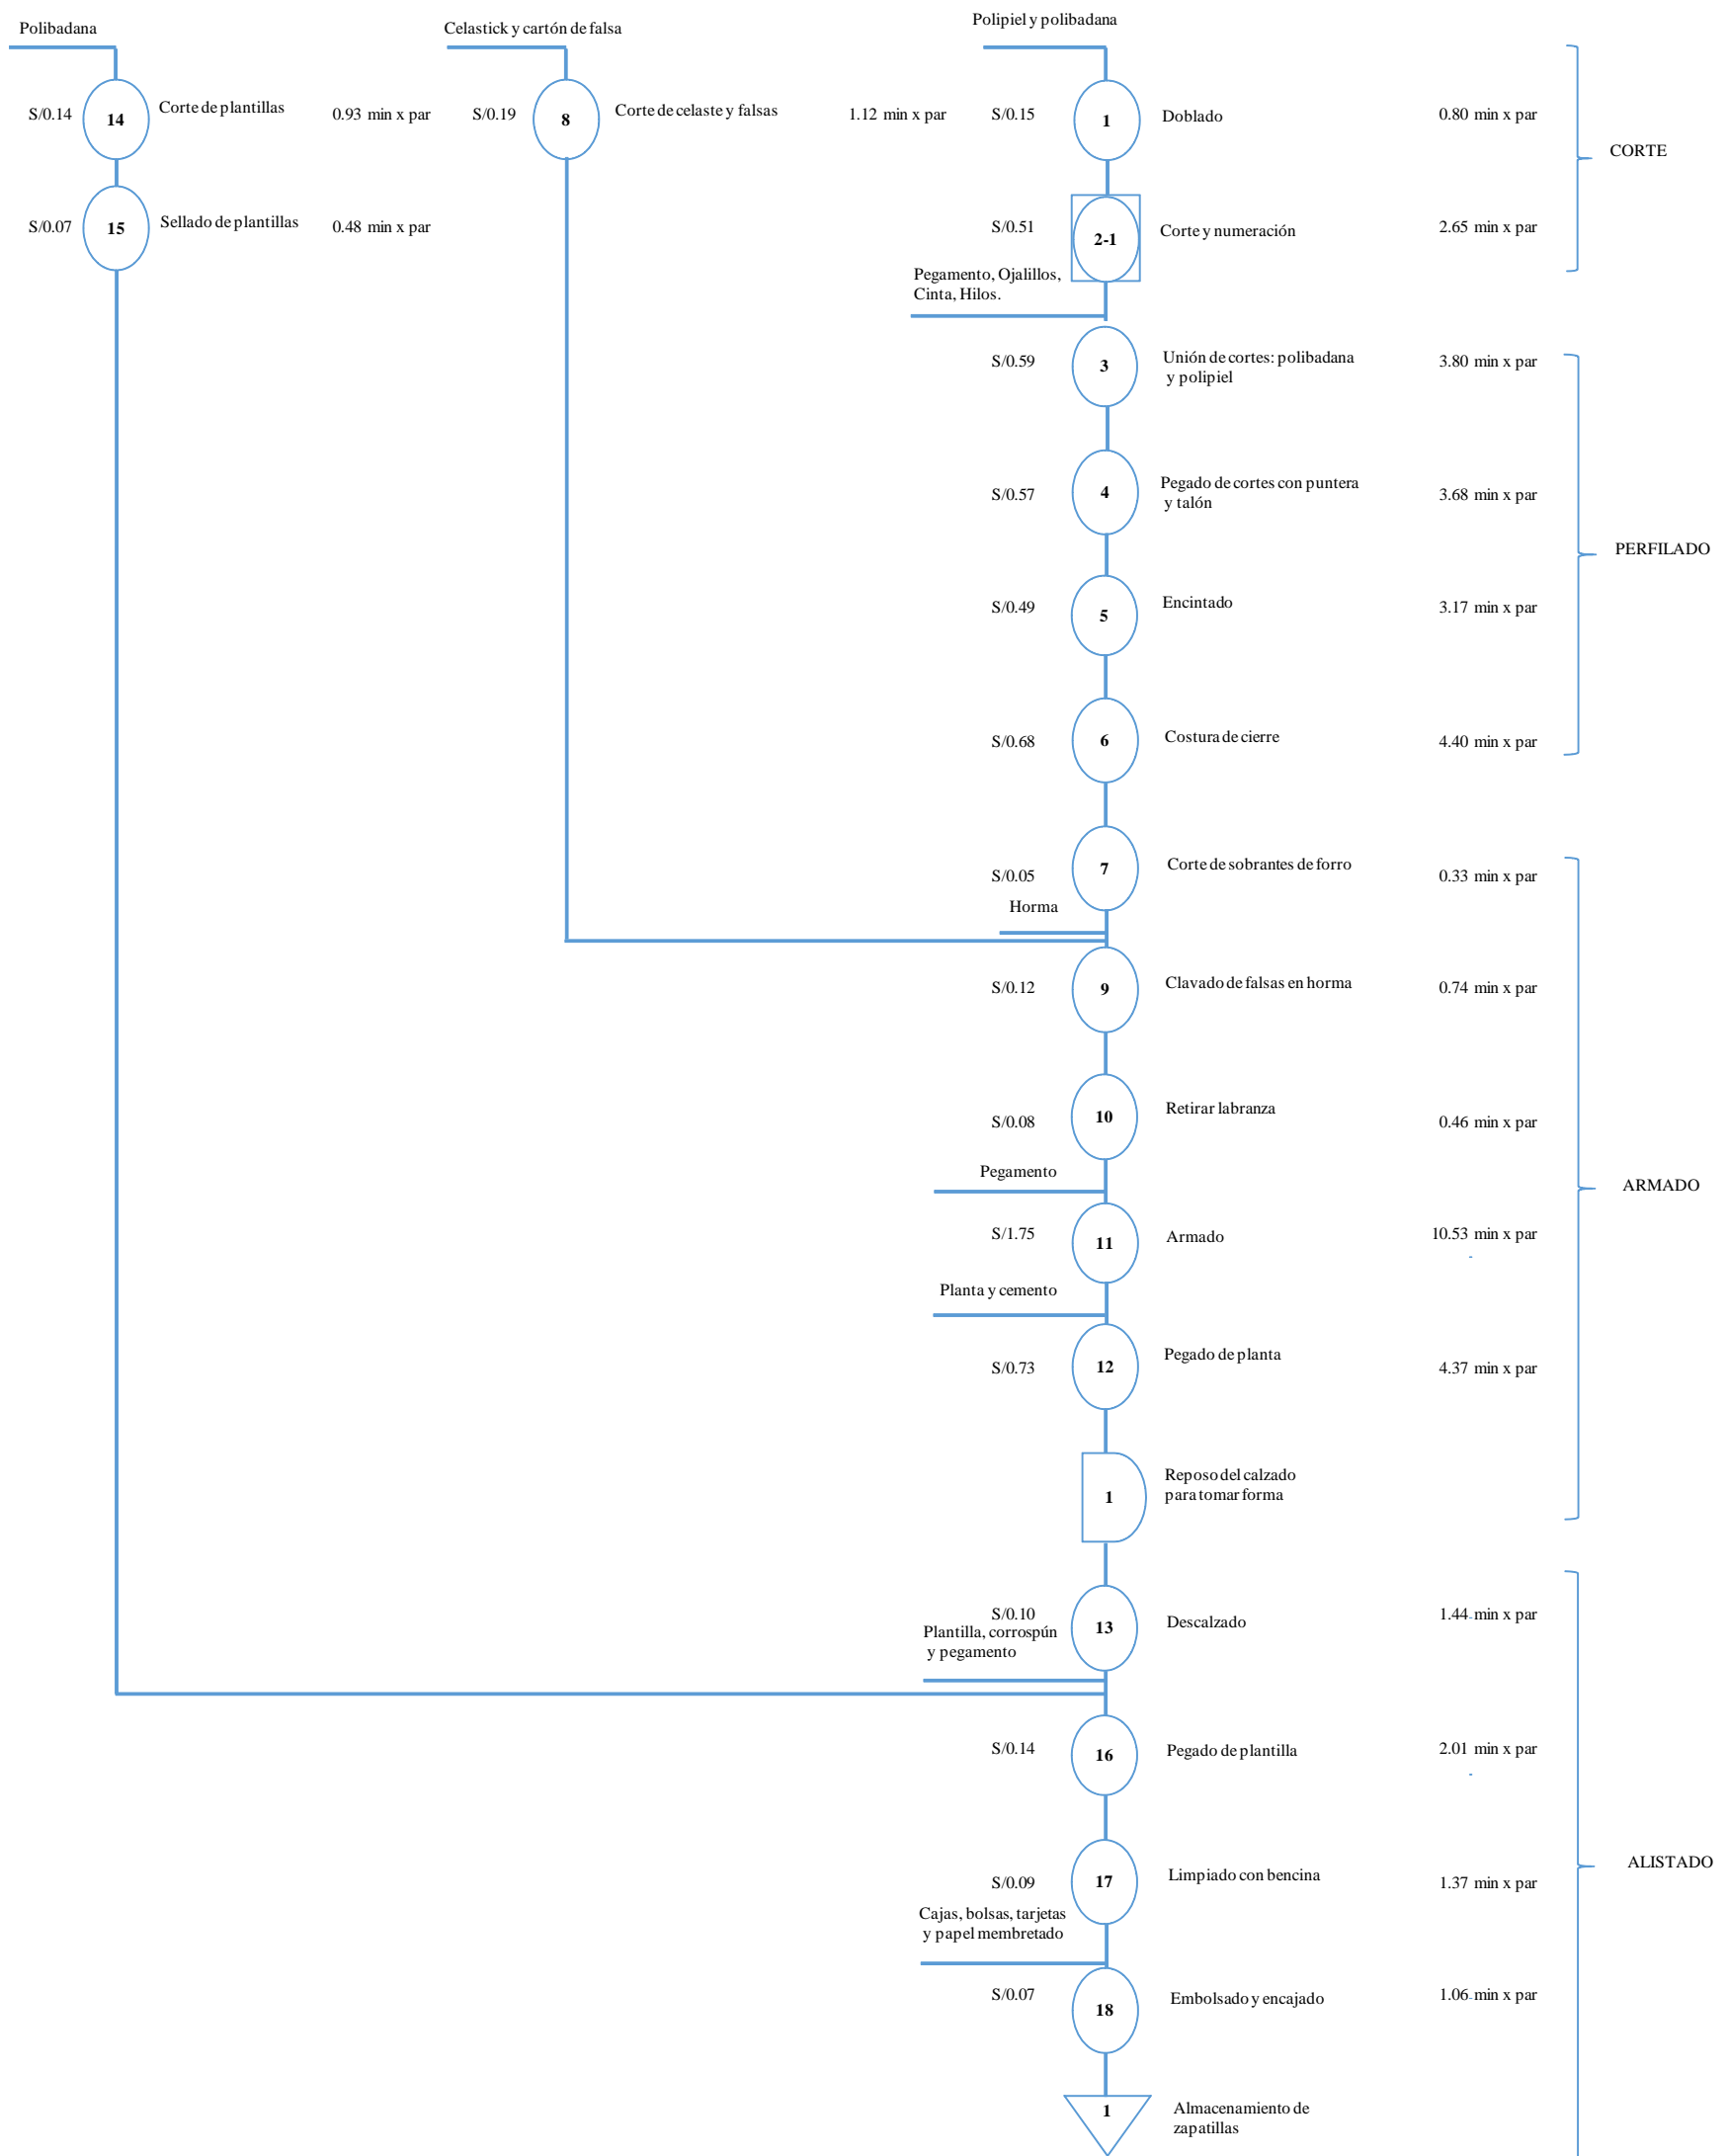 Polibadana
Celastick y cartón de falsa
Polipiel y polibadana
S/0.14
14
Corte de plantillas
0.93 min x par
S/0.19
8
Corte de celaste y falsas
1.12 min x par
S/0.15
1
Doblado
0.80 min x par
CORTE
S/0.07
15
Sellado de plantillas
0.48 min x par
S/0.51
2-1
Corte y numeración
2.65 min x par
Pegamento, Ojalillos,
Cinta, Hilos.
S/0.59
3
Unión de cortes: polibadana
y polipiel
3.80 min x par
S/0.57
4
Pegado de cortes con puntera
y talón
3.68 min x par
PERFILADO
S/0.49
5
Encintado
3.17 min x par
S/0.68
6
Costura de cierre
4.40 min x par
S/0.05
7
Corte de sobrantes de forro
0.33 min x par
Horma
S/0.12
9
Clavado de falsas en horma
0.74 min x par
S/0.08
10
Retirar labranza
0.46 min x par
Pegamento
ARMADO
S/1.75
11
Armado
10.53 min x par
Planta y cemento
S/0.73
12
Pegado de planta
4.37 min x par
1
Reposo del calzado
para tomar forma
S/0.10
13
Descalzado
1.44 min x par
Plantilla, corrospún
y pegamento
S/0.14
16
Pegado de plantilla
2.01 min x par
S/0.09
17
Limpiado con bencina
1.37 min x par
ALISTADO
Cajas, bolsas, tarjetas
y papel membretado
S/0.07
18
Embolsado y encajado
1.06 min x par
1
Almacenamiento de
zapatillas